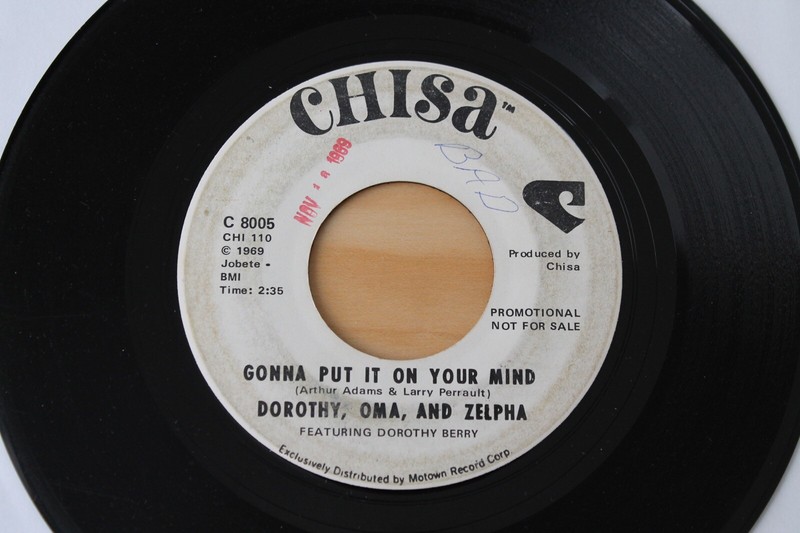 CHISA™
NOV 18 1969
BAD
C 8005
CHI 110
© 1969
Jobete -
BMI
Time: 2:35
Produced by
Chisa
PROMOTIONAL
NOT FOR SALE
GONNA PUT IT ON YOUR MIND
(Arthur Adams & Larry Perrault)
DOROTHY, OMA, AND ZELPHA
FEATURING DOROTHY BERRY
Exclusively Distributed by Motown Record Corp.